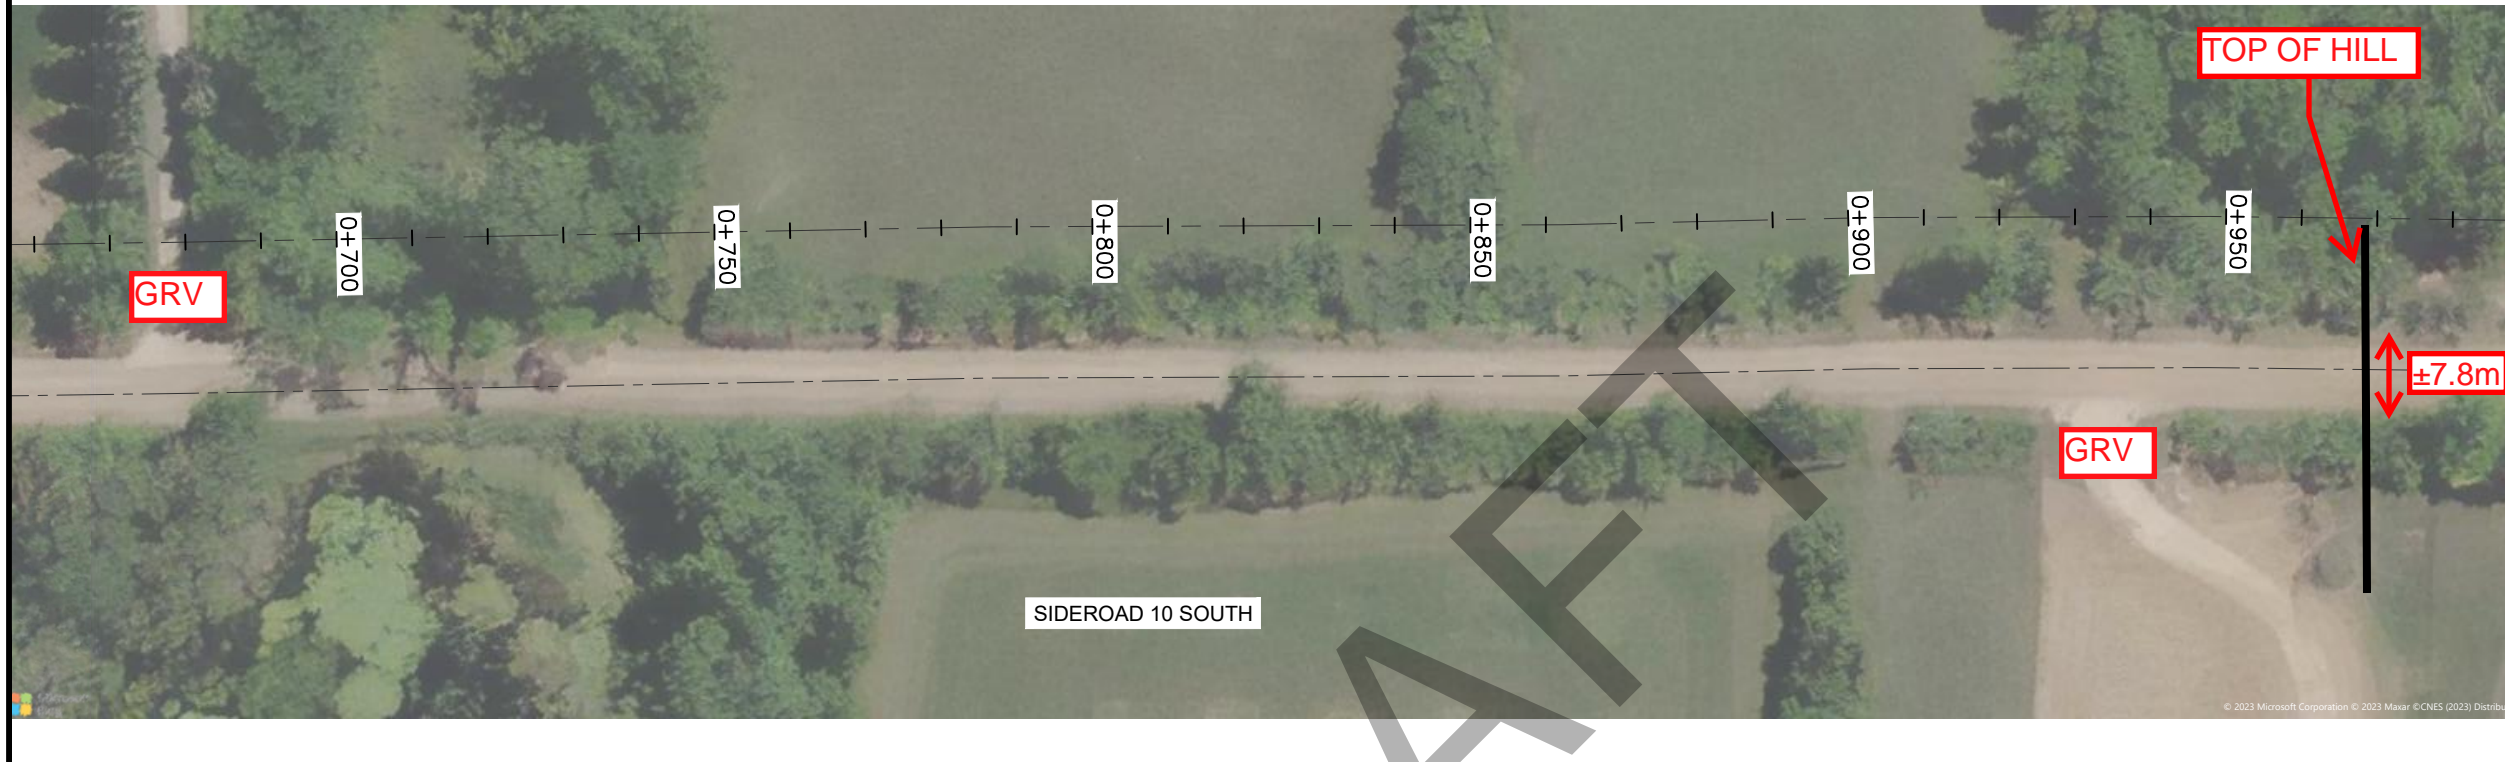 TOP OF HILL
0+700
0+750
0+800
0+850
0+900
0+950
GRV
±7.8m
GRV
SIDEROAD 10 SOUTH
AFT
Microsoft
© 2023 Microsoft Corporation © 2023 Maxar ©CNES (2023) Distribu